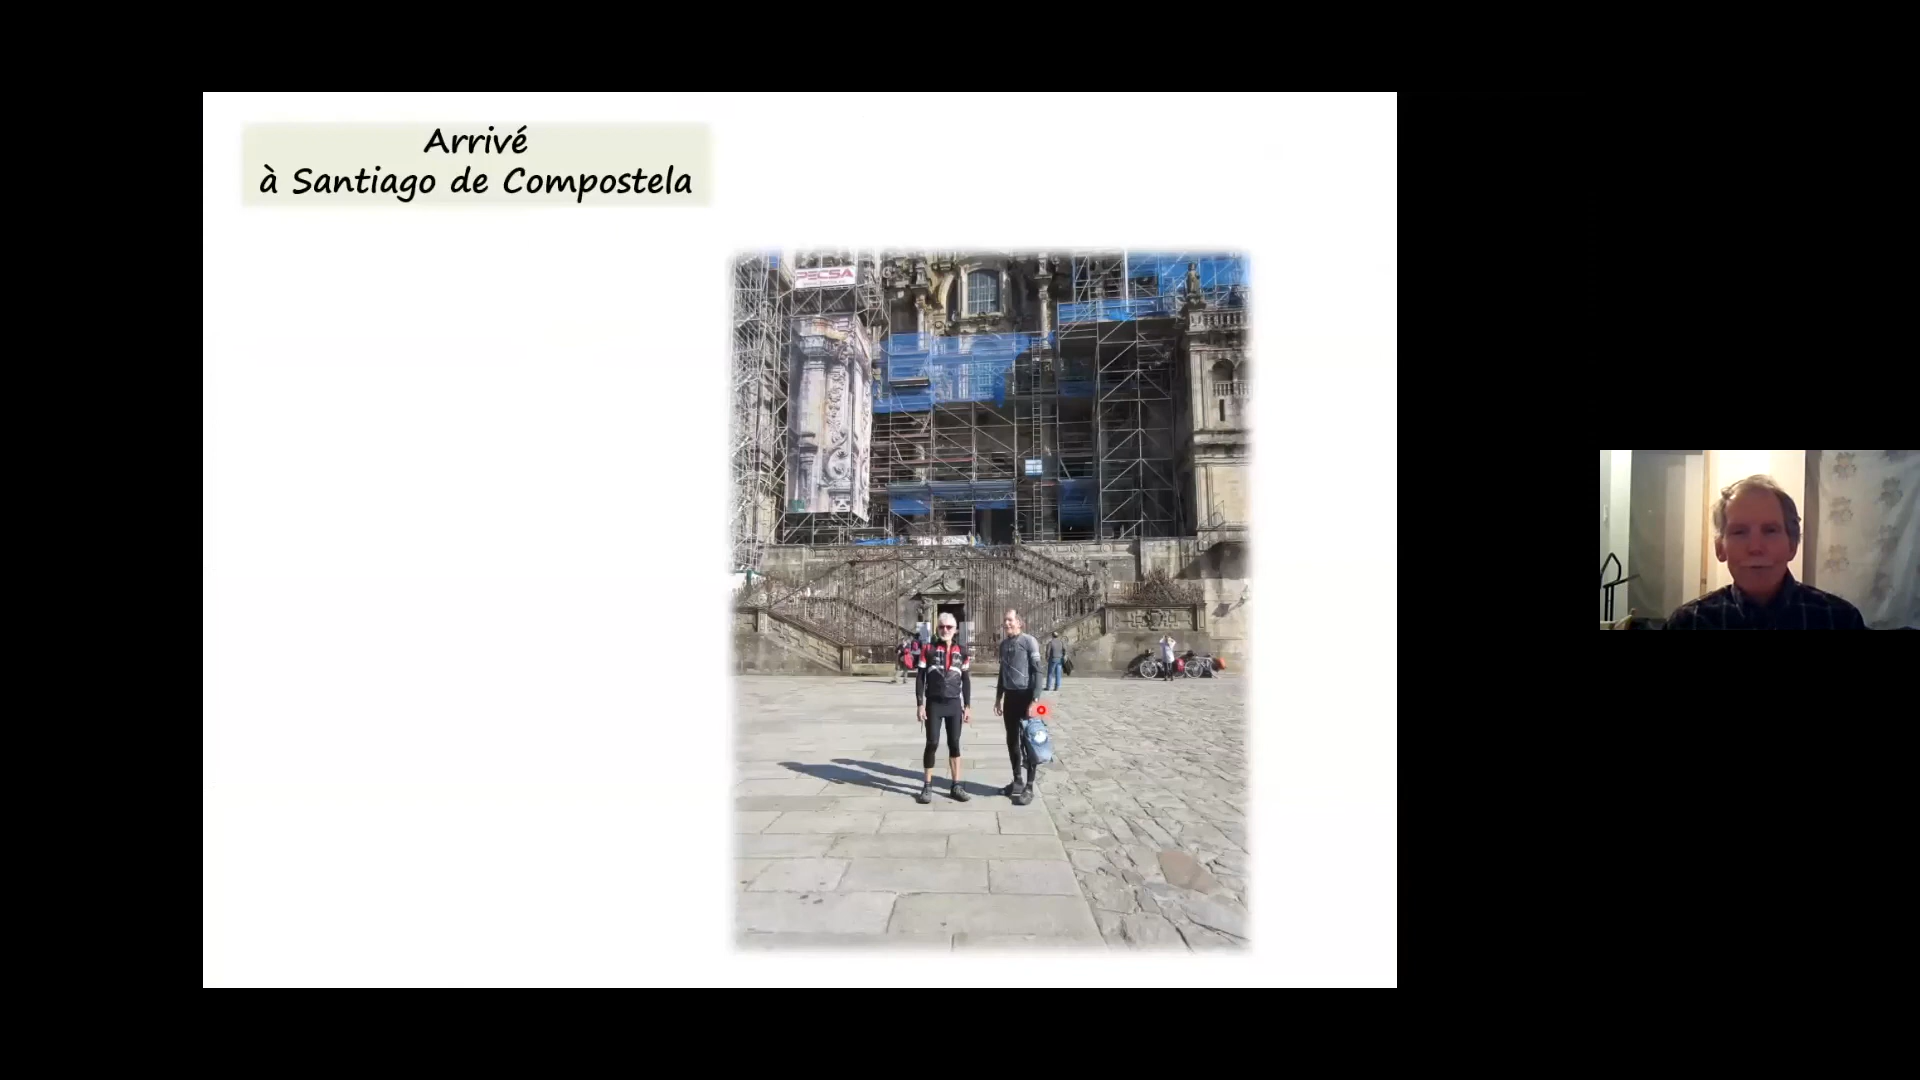 Arrivé
à Santiago de Compostela
PECSA